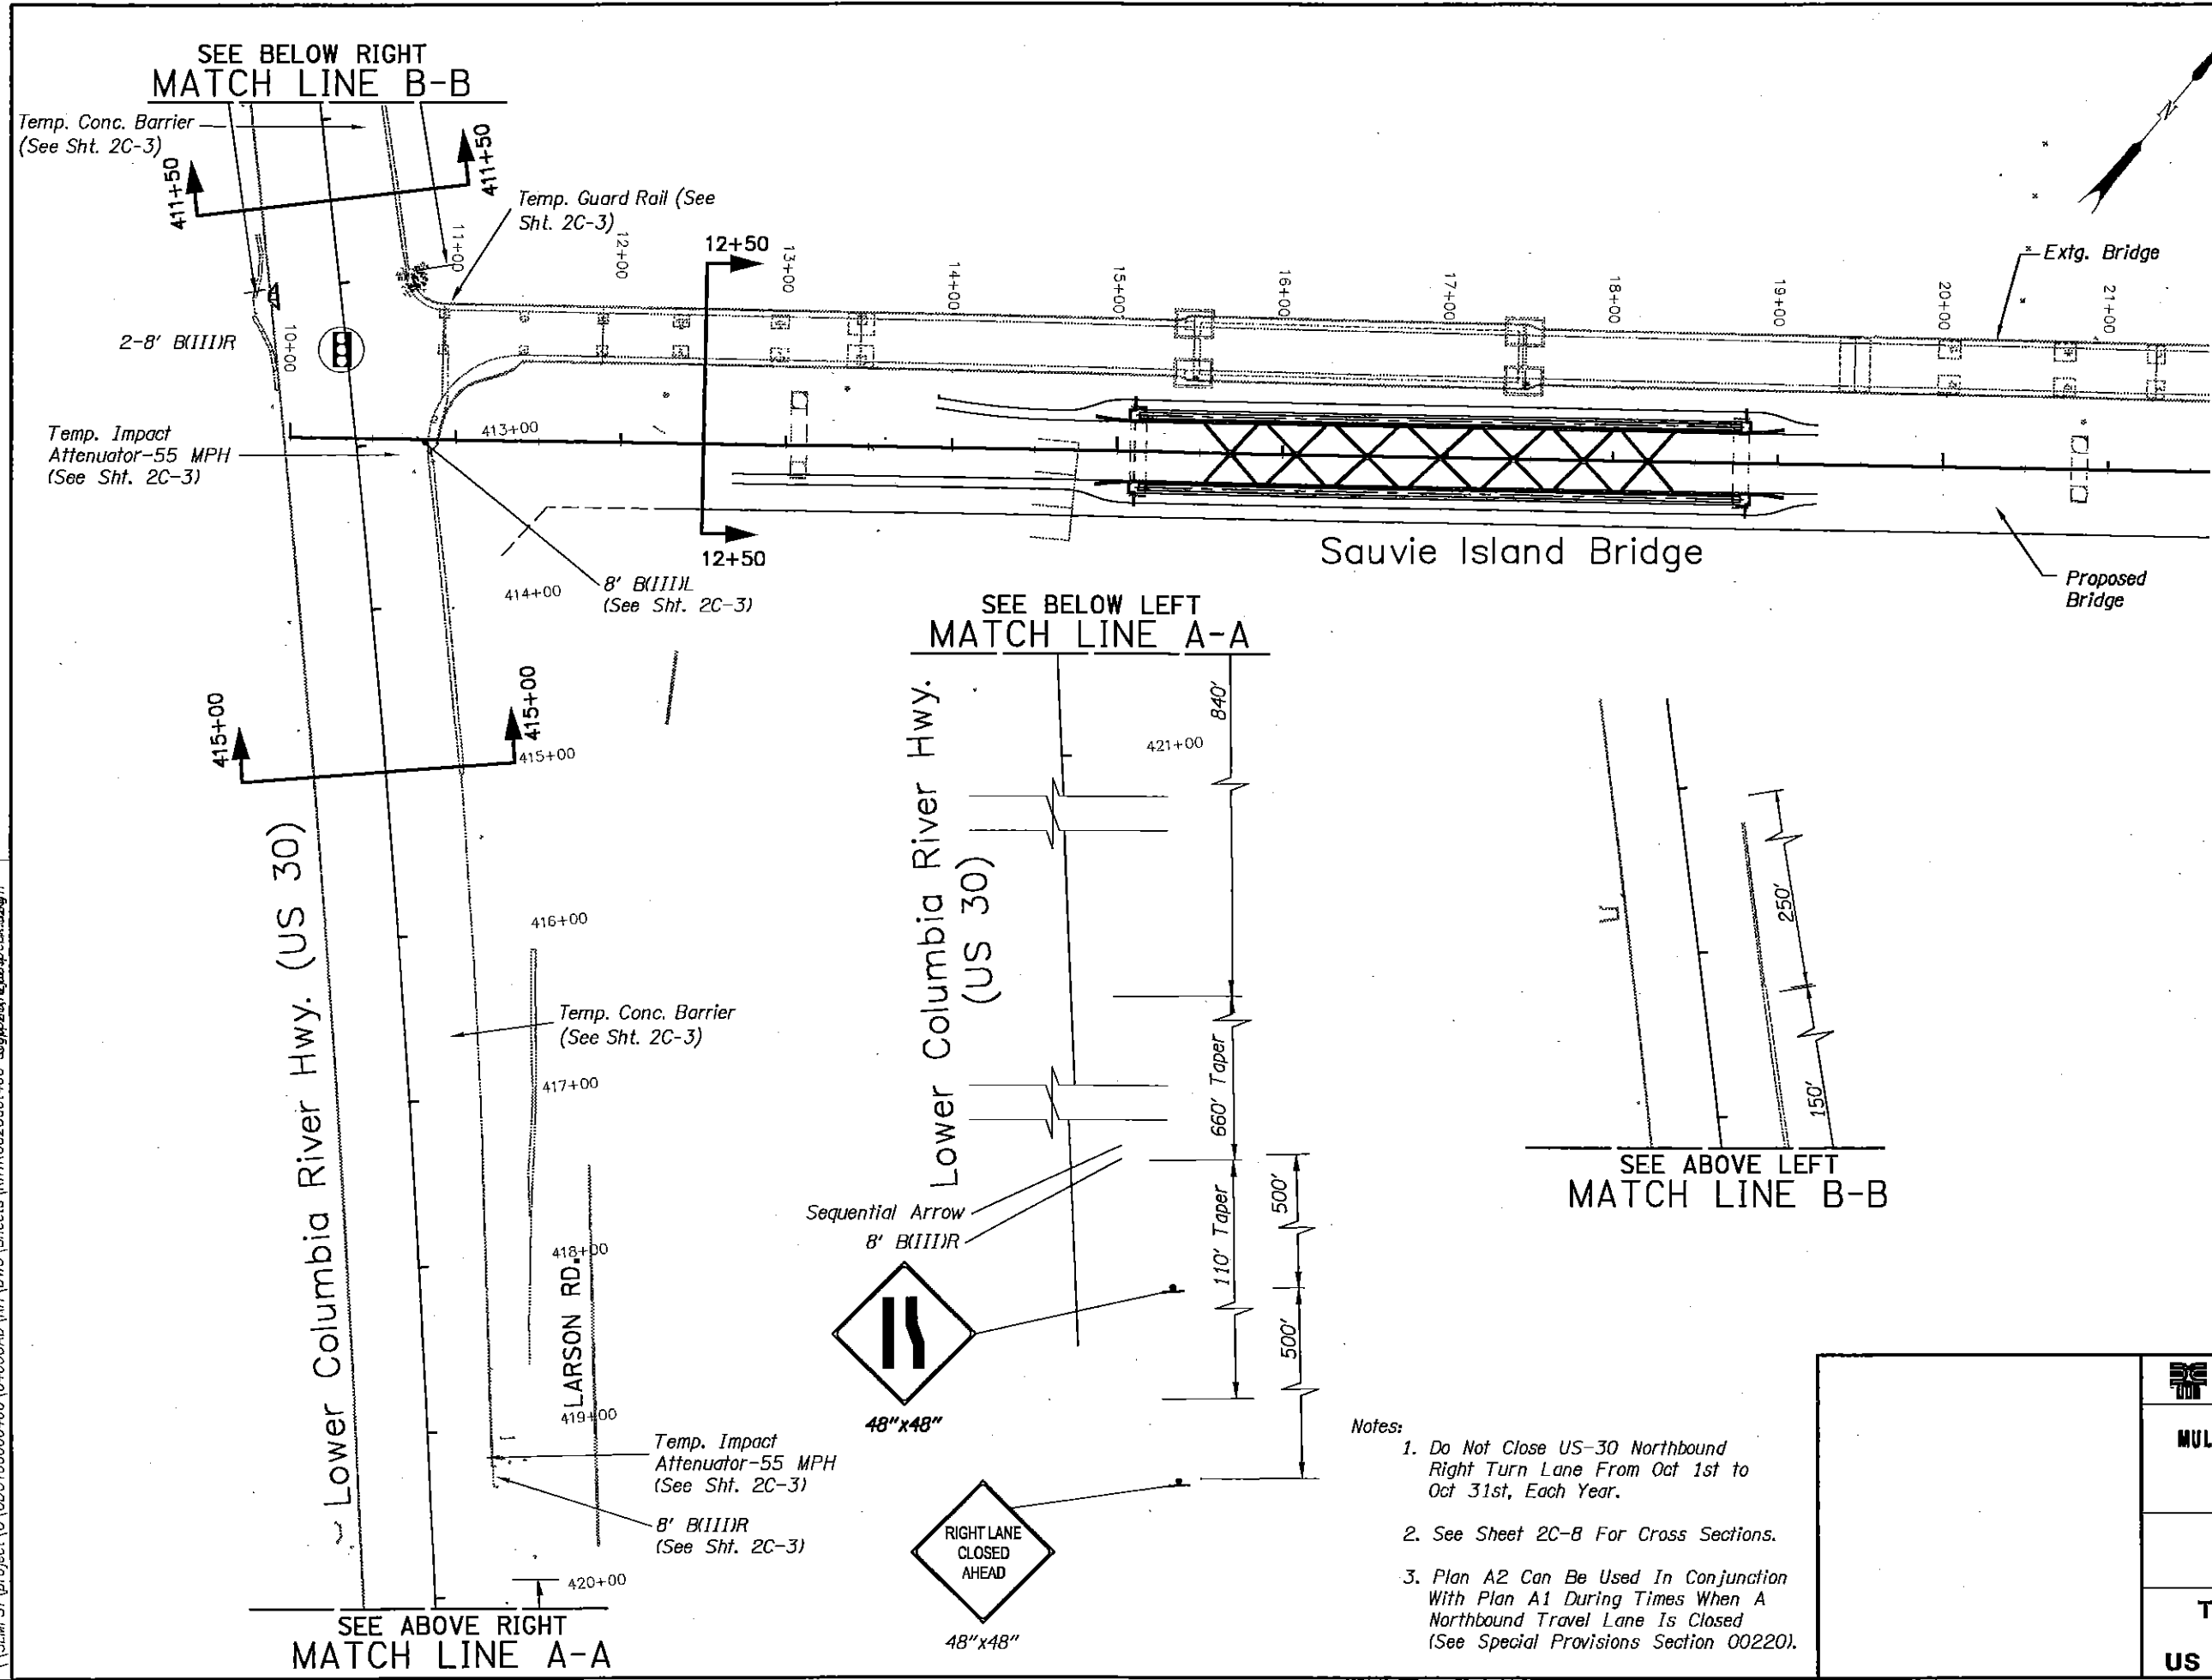 SEE BELOW RIGHT
MATCH LINE B-B
Temp. Conc. Barrier
(See Sht. 2C-3)
411+50
411+50
Temp. Guard Rail (See
Sht. 2C-3)
2-8' B(III)R
10+00
11+00
12+00
12+50
13+00
14+00
15+00
16+00
17+00
18+00
19+00
20+00
21+00
N
Extg. Bridge
Temp. Impact
Attenuator-55 MPH
(See Sht. 2C-3)
413+00
12+50
8' B(III)L
(See Sht. 2C-3)
414+00
Sauvie Island Bridge
Proposed
Bridge
415+00
415+00
415+00
416+00
Temp. Conc. Barrier
(See Sht. 2C-3)
417+00
418+00
LARSON RD.
419+00
Temp. Impact
Attenuator-55 MPH
(See Sht. 2C-3)
8' B(III)R
(See Sht. 2C-3)
420+00
Lower Columbia River Hwy. (US 30)
SEE ABOVE RIGHT
MATCH LINE A-A
SEE BELOW LEFT
MATCH LINE A-A
Lower Columbia River Hwy.
(US 30)
421+00
840'
660' Taper
110' Taper
500'
500'
Sequential Arrow
8' B(III)R
48"x48"
RIGHT LANE
CLOSED
AHEAD
48"x48"
250'
150'
SEE ABOVE LEFT
MATCH LINE B-B
Notes:
1. Do Not Close US-30 Northbound
Right Turn Lane From Oct 1st to
Oct 31st, Each Year.
2. See Sheet 2C-8 For Cross Sections.
3. Plan A2 Can Be Used In Conjunction
With Plan A1 During Times When A
Northbound Travel Lane Is Closed
(See Special Provisions Section 00220).
MUL
T
US